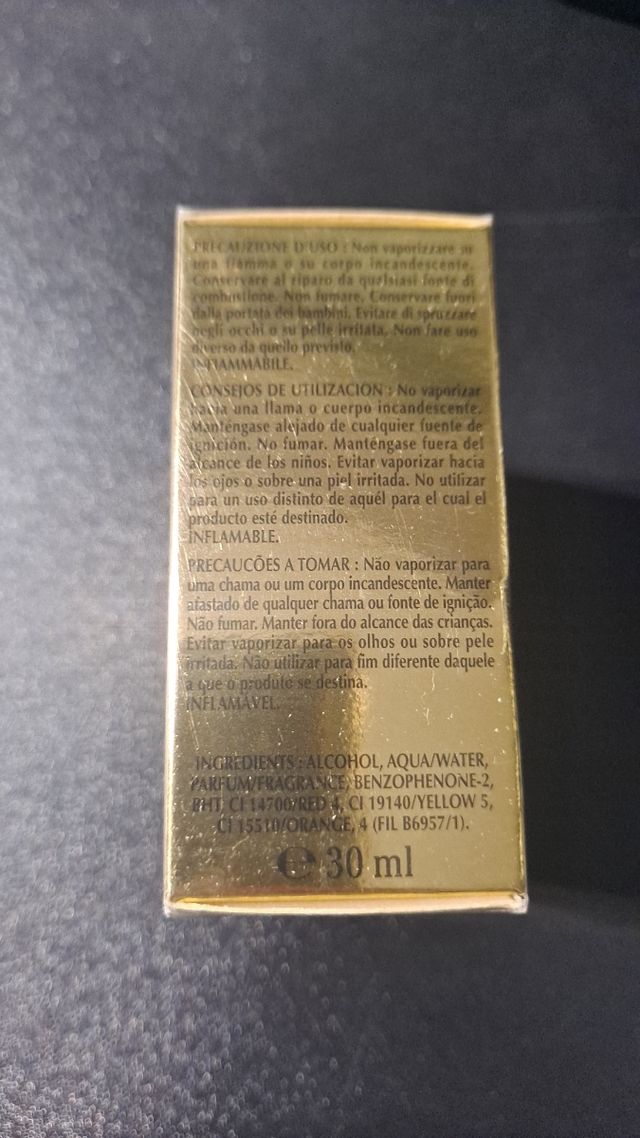 PRECAUZIONE D'USO : Non vaporizzare su
una fiamma o su corpo incandescente.
Conservare al riparo da qualsiasi fonte di
combustione. Non fumare. Conservare fuori
dalla portata dei bambini. Evitare di spruzzare
negli occhi o su pelle irritata. Non fare uso
diverso da quello previsto.
INFIAMMABILE.
CONSEJOS DE UTILIZACION : No vaporizar
hacia una llama o cuerpo incandescente.
Manténgase alejado de cualquier fuente de
ignición. No fumar. Manténgase fuera del
alcance de los niños. Evitar vaporizar hacia
los ojos o sobre una piel irritada. No utilizar
para un uso distinto de aquél para el cual el
producto esté destinado.
INFLAMABLE.
PRECAUCÕES A TOMAR : Não vaporizar para
uma chama ou um corpo incandescente. Manter
afastado de qualquer chama ou fonte de ignição.
Não fumar. Manter fora do alcance das crianças.
Evitar vaporizar para os olhos ou sobre pele
irritada. Não utilizar para fim diferente daquele
a que o produto se destina.
INFLAMÁVEL.
INGREDIENTS : ALCOHOL, AQUA/WATER,
PARFUM/FRAGRANCE, BENZOPHENONE-2,
BHT, CI 14700/RED 4, CI 19140/YELLOW 5,
CI 15510/ORANGE, 4 (FIL B6957/1).
℮ 30 ml